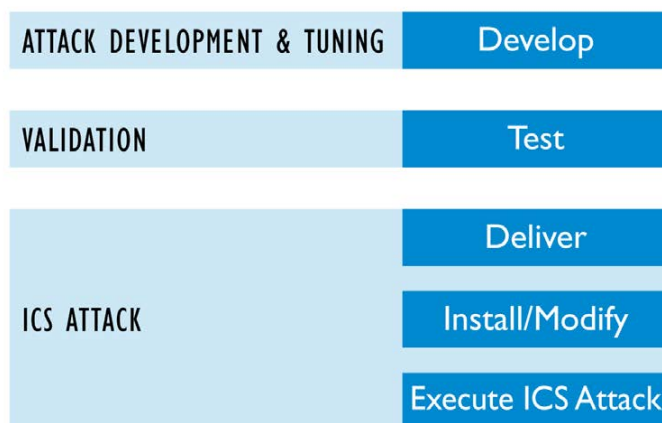 ATTACK DEVELOPMENT & TUNING
Develop
VALIDATION
Test
ICS ATTACK
Deliver
Install/Modify
Execute ICS Attack